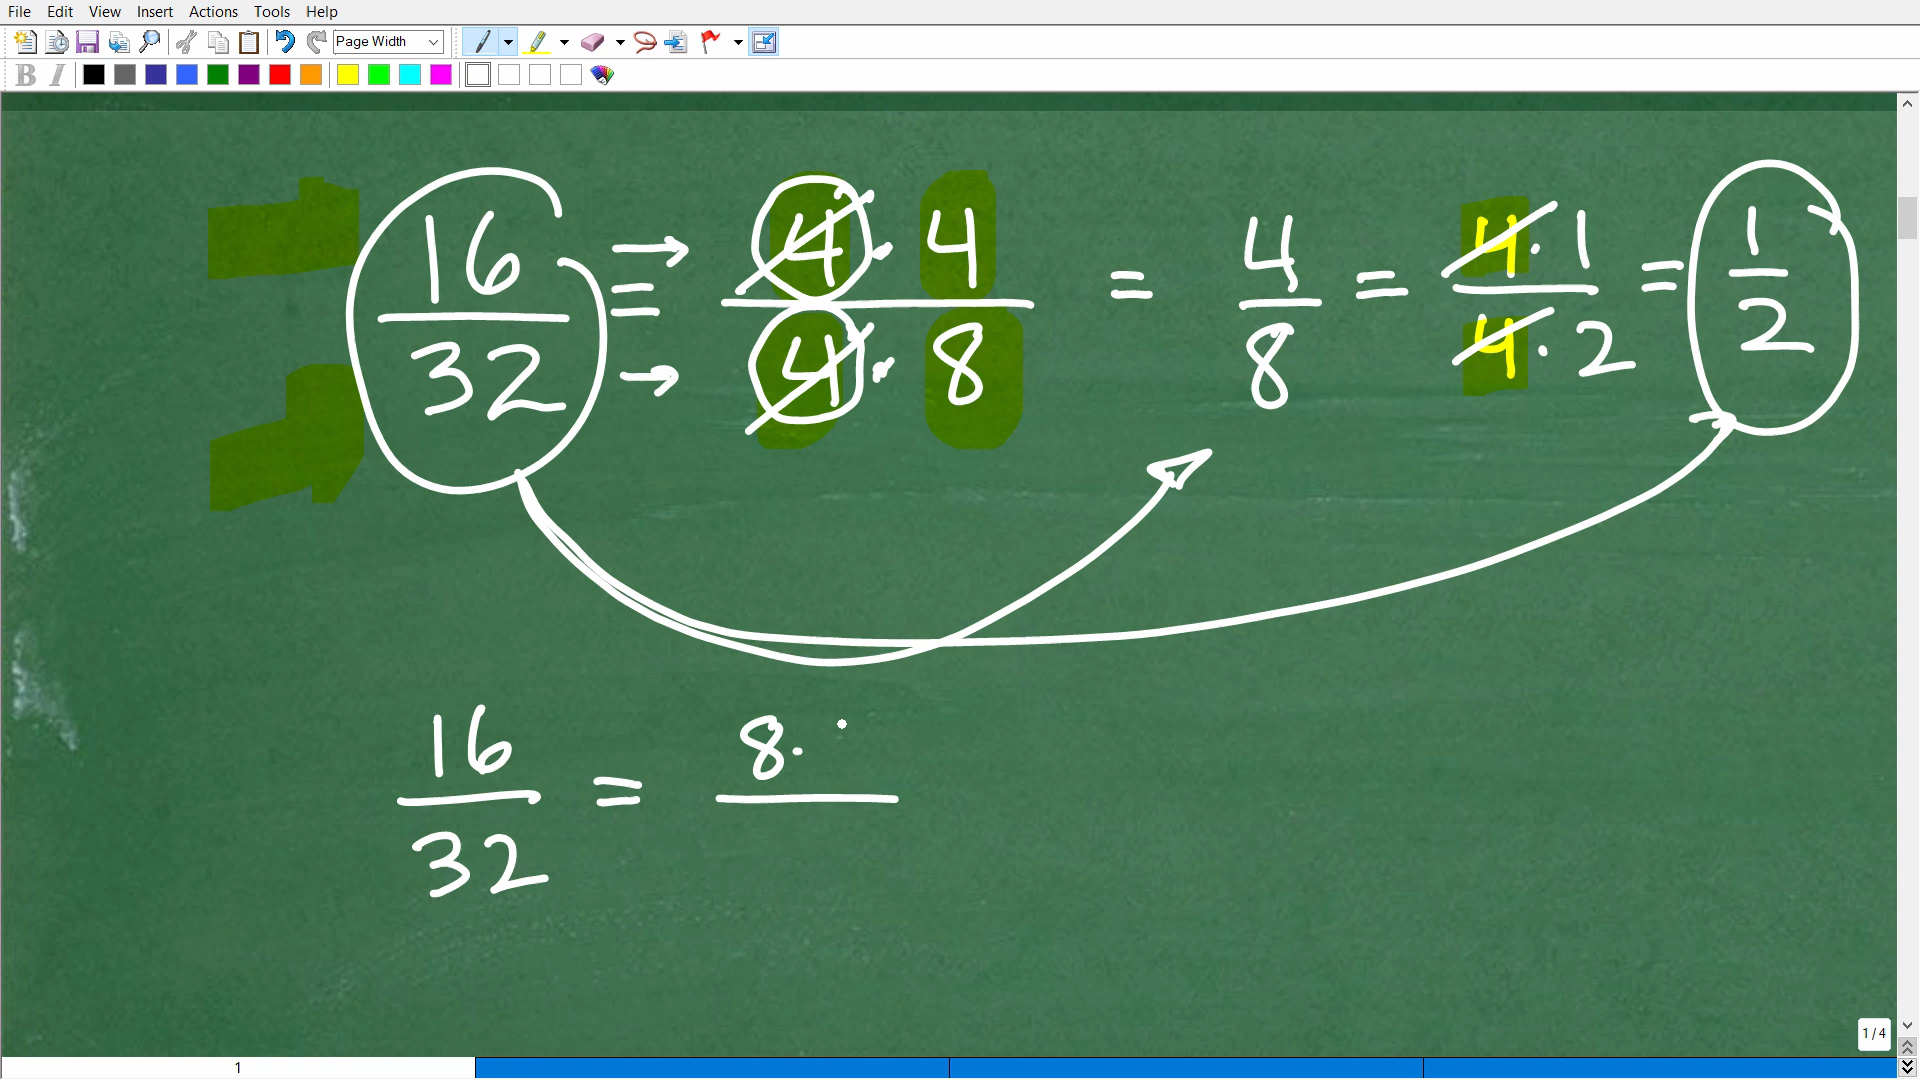 File Edit View Insert Actions Tools Help
Page Width
B I
16/32 → = → 4·4/4·8 = 4/8 = 4·1/4·2 = 1/2
16/32 = 8·
1/4
1